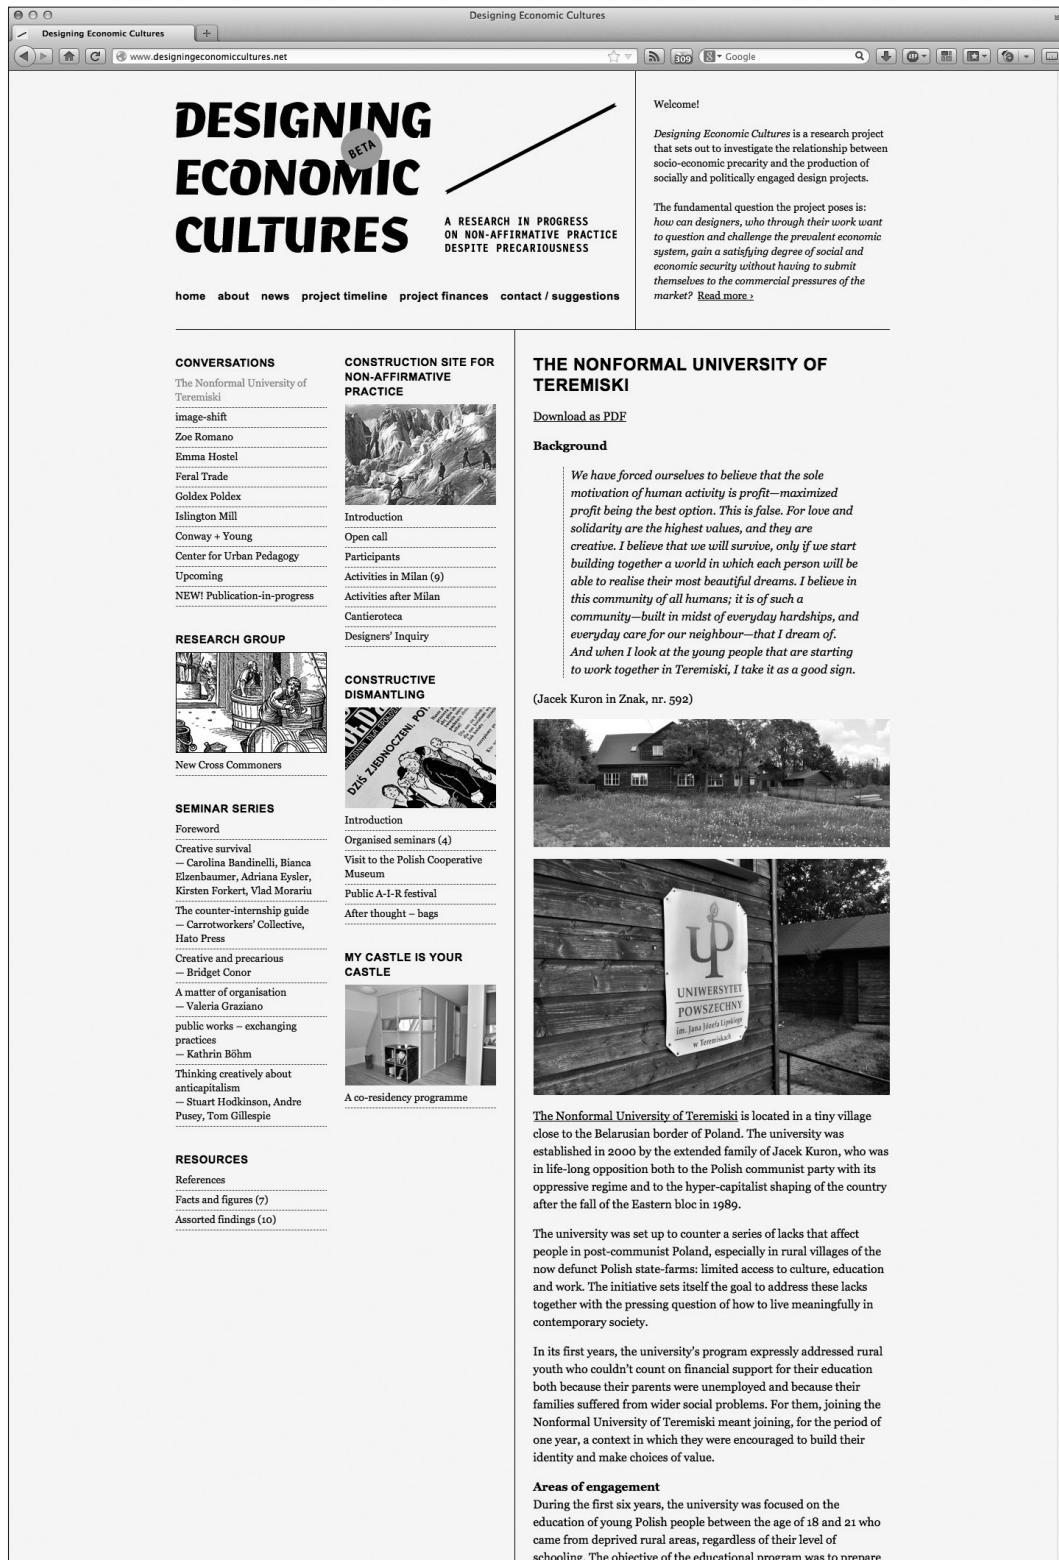 Designing Economic Cultures
Designing Economic Cultures
www.designingeconomiccultures.net
309
Google
DESIGNING
ECONOMIC
CULTURES
BETA
A RESEARCH IN PROGRESS
ON NON-AFFIRMATIVE PRACTICE
DESPITE PRECARIOUSNESS
home about news project timeline project finances contact / suggestions
Welcome!
Designing Economic Cultures is a research project
that sets out to investigate the relationship between
socio-economic precarity and the production of
socially and politically engaged design projects.
The fundamental question the project poses is:
how can designers, who through their work want
to question and challenge the prevalent economic
system, gain a satisfying degree of social and
economic security without having to submit
themselves to the commercial pressures of the
market? Read more ›
CONVERSATIONS
The Nonformal University of
Teremiski
image-shift
Zoe Romano
Emma Hostel
Feral Trade
Goldex Poldex
Islington Mill
Conway + Young
Center for Urban Pedagogy
Upcoming
NEW! Publication-in-progress
RESEARCH GROUP
New Cross Commoners
SEMINAR SERIES
Foreword
Creative survival
— Carolina Bandinelli, Bianca
Elzenbaumer, Adriana Eysler,
Kirsten Forkert, Vlad Morariu
The counter-internship guide
— Carrotworkers' Collective,
Hato Press
Creative and precarious
— Bridget Conor
A matter of organisation
— Valeria Graziano
public works – exchanging
practices
— Kathrin Böhm
Thinking creatively about
anticapitalism
— Stuart Hodkinson, Andre
Pusey, Tom Gillespie
RESOURCES
References
Facts and figures (7)
Assorted findings (10)
CONSTRUCTION SITE FOR
NON-AFFIRMATIVE
PRACTICE
Introduction
Open call
Participants
Activities in Milan (9)
Activities after Milan
Cantieroteca
Designers' Inquiry
CONSTRUCTIVE
DISMANTLING
DZIŚ ZJEDNOCZENI,
Introduction
Organised seminars (4)
Visit to the Polish Cooperative
Museum
Public A-I-R festival
After thought – bags
MY CASTLE IS YOUR
CASTLE
A co-residency programme
THE NONFORMAL UNIVERSITY OF
TEREMISKI
Download as PDF
Background
We have forced ourselves to believe that the sole
motivation of human activity is profit—maximized
profit being the best option. This is false. For love and
solidarity are the highest values, and they are
creative. I believe that we will survive, only if we start
building together a world in which each person will be
able to realise their most beautiful dreams. I believe in
this community of all humans; it is of such a
community—built in midst of everyday hardships, and
everyday care for our neighbour—that I dream of.
And when I look at the young people that are starting
to work together in Teremiski, I take it as a good sign.
(Jacek Kuron in Znak, nr. 592)
UP
UNIWERSYTET
POWSZECHNY
im. Jana Józefa Lipskiego
w Teremiskach
The Nonformal University of Teremiski is located in a tiny village
close to the Belarusian border of Poland. The university was
established in 2000 by the extended family of Jacek Kuron, who was
in life-long opposition both to the Polish communist party with its
oppressive regime and to the hyper-capitalist shaping of the country
after the fall of the Eastern bloc in 1989.
The university was set up to counter a series of lacks that affect
people in post-communist Poland, especially in rural villages of the
now defunct Polish state-farms: limited access to culture, education
and work. The initiative sets itself the goal to address these lacks
together with the pressing question of how to live meaningfully in
contemporary society.
In its first years, the university's program expressly addressed rural
youth who couldn't count on financial support for their education
both because their parents were unemployed and because their
families suffered from wider social problems. For them, joining the
Nonformal University of Teremiski meant joining, for the period of
one year, a context in which they were encouraged to build their
identity and make choices of value.
Areas of engagement
During the first six years, the university was focused on the
education of young Polish people between the age of 18 and 21 who
came from deprived rural areas, regardless of their level of
schooling. The objective of the educational program was to prepare